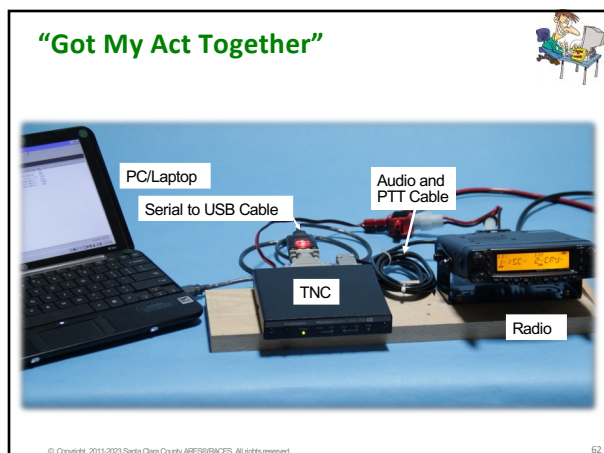 “Got My Act Together”
PC/Laptop
Serial to USB Cable
Audio and
PTT Cable
TNC
Radio
© Copyright 2011-2023 Santa Clara County ARES®/RACES. All rights reserved.
62